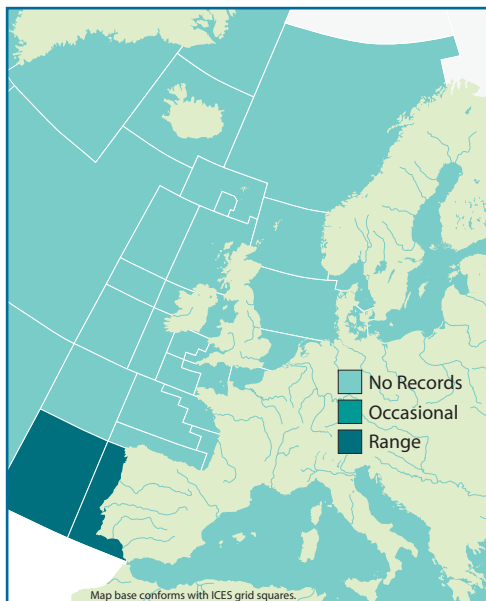 No Records
Occasional
Range
Map base conforms with ICES grid squares.